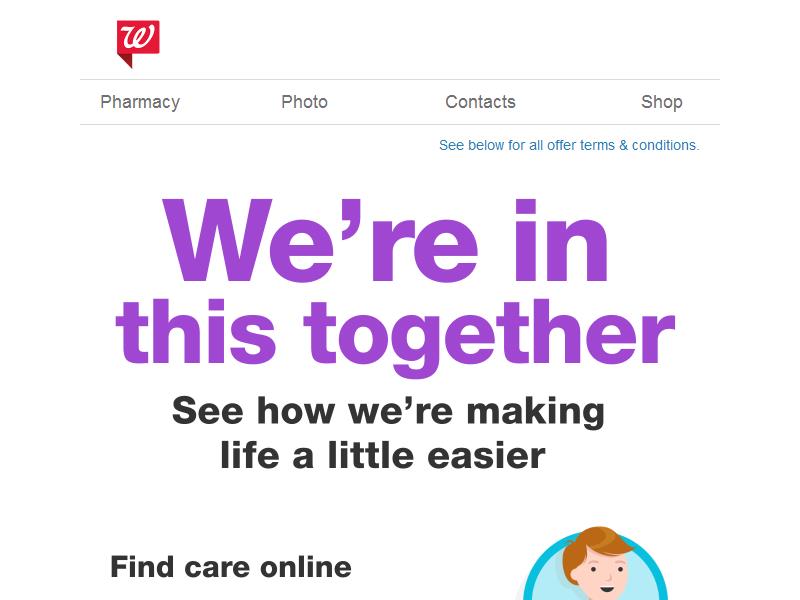 W
Pharmacy Photo Contacts Shop
See below for all offer terms & conditions.
We’re in
this together
See how we’re making
life a little easier
Find care online